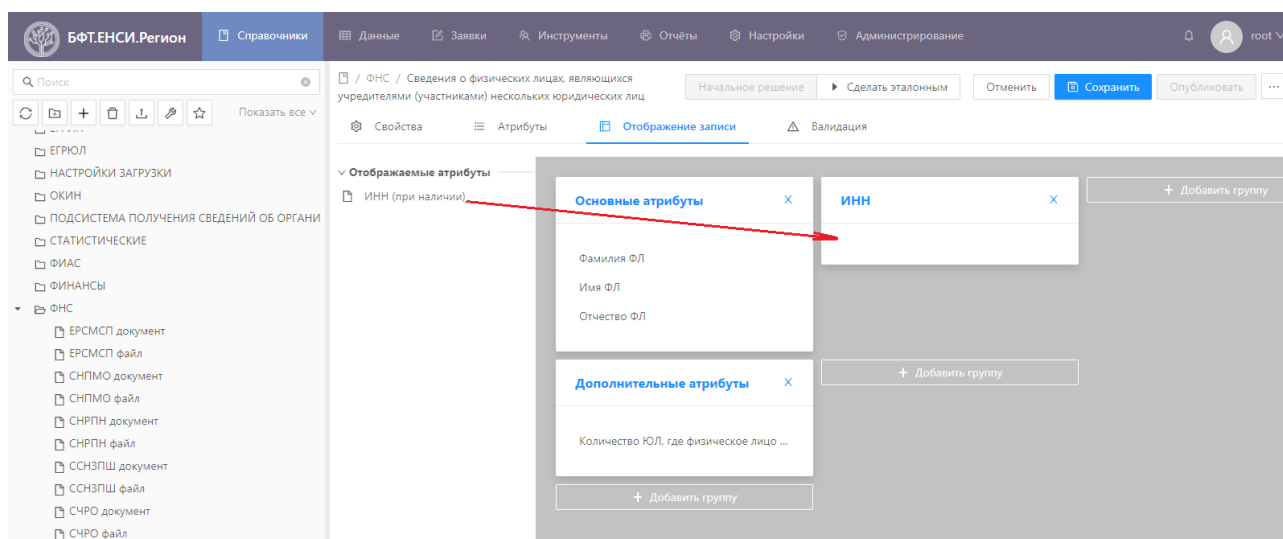 БФТ.ЕНСИ.Регион
Справочники
Данные
Заявки
Инструменты
Отчёты
Настройки
Администрирование
root
Поиск
Показать все
ЕГРЮЛ
НАСТРОЙКИ ЗАГРУЗКИ
ОКИН
ПОДСИСТЕМА ПОЛУЧЕНИЯ СВЕДЕНИЙ ОБ ОРГАНИ
СТАТИСТИЧЕСКИЕ
ФИАС
ФИНАНСЫ
ФНС
ЕРСМСП документ
ЕРСМСП файл
СНПМО документ
СНПМО файл
СНРПН документ
СНРПН файл
ССНЗПШ документ
ССНЗПШ файл
СЧРО документ
СЧРО файл
/ ФНС / Сведения о физических лицах, являющихся
учредителями (участниками) нескольких юридических лиц
Начальное решение
Сделать эталонным
Отменить
Сохранить
Опубликовать
...
Свойства
Атрибуты
Отображение записи
Валидация
Отображаемые атрибуты
ИНН (при наличии)
Основные атрибуты X
Фамилия ФЛ
Имя ФЛ
Отчество ФЛ
Дополнительные атрибуты X
Количество ЮЛ, где физическое лицо ...
+ Добавить группу
ИНН X
+ Добавить группу
+ Добавить группу